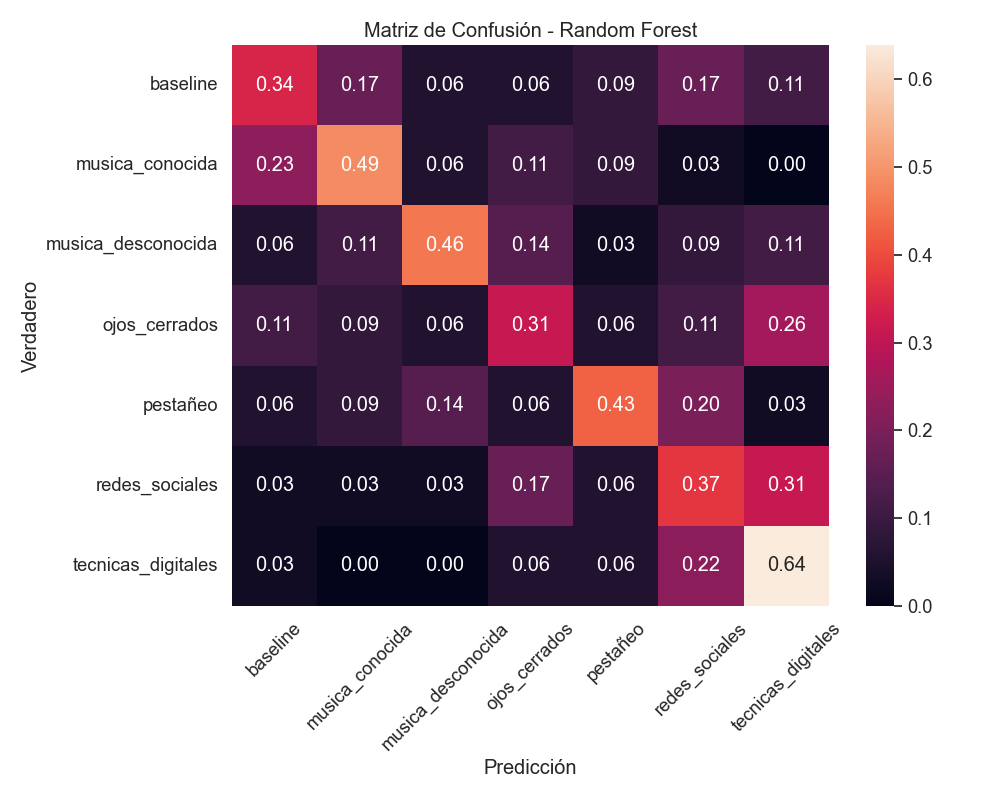 Matriz de Confusión - Random Forest
Verdadero
baseline 0.34 0.17 0.06 0.06 0.09 0.17 0.11
musica_conocida 0.23 0.49 0.06 0.11 0.09 0.03 0.00
musica_desconocida 0.06 0.11 0.46 0.14 0.03 0.09 0.11
ojos_cerrados 0.11 0.09 0.06 0.31 0.06 0.11 0.26
pestañeo 0.06 0.09 0.14 0.06 0.43 0.20 0.03
redes_sociales 0.03 0.03 0.03 0.17 0.06 0.37 0.31
tecnicas_digitales 0.03 0.00 0.00 0.06 0.06 0.22 0.64
baseline
musica_conocida
musica_desconocida
ojos_cerrados
pestañeo
redes_sociales
tecnicas_digitales
Predicción
0.6
0.5
0.4
0.3
0.2
0.1
0.0